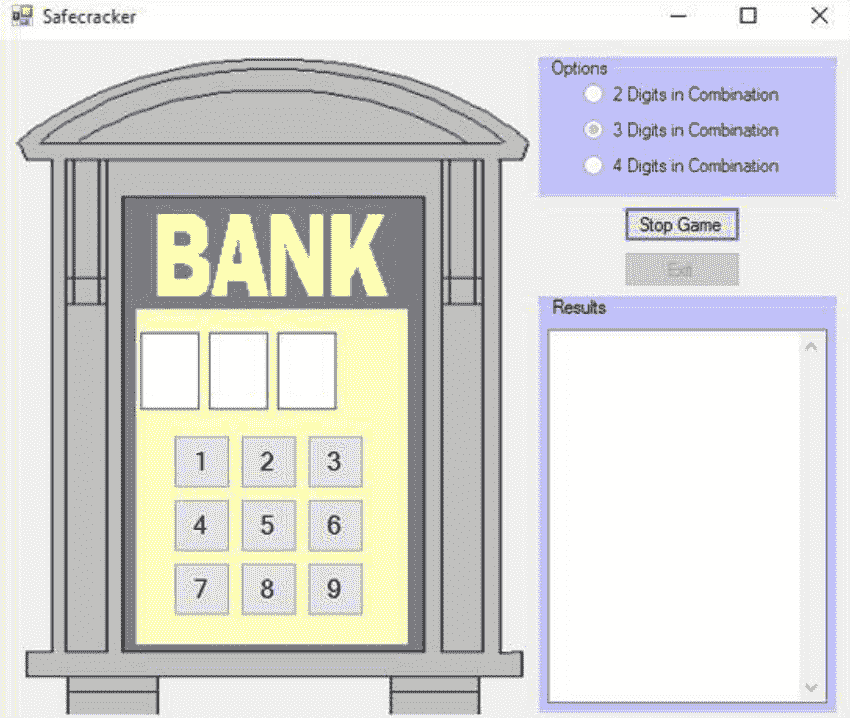 Safecracker
Options
2 Digits in Combination
3 Digits in Combination
4 Digits in Combination
Stop Game
Exit
Results
BANK
1 2 3
4 5 6
7 8 9